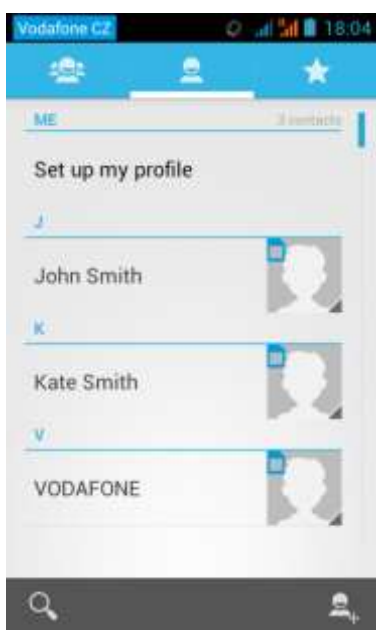 Vodafone CZ 18:04
ME 3 contacts
Set up my profile
J
John Smith
K
Kate Smith
V
VODAFONE